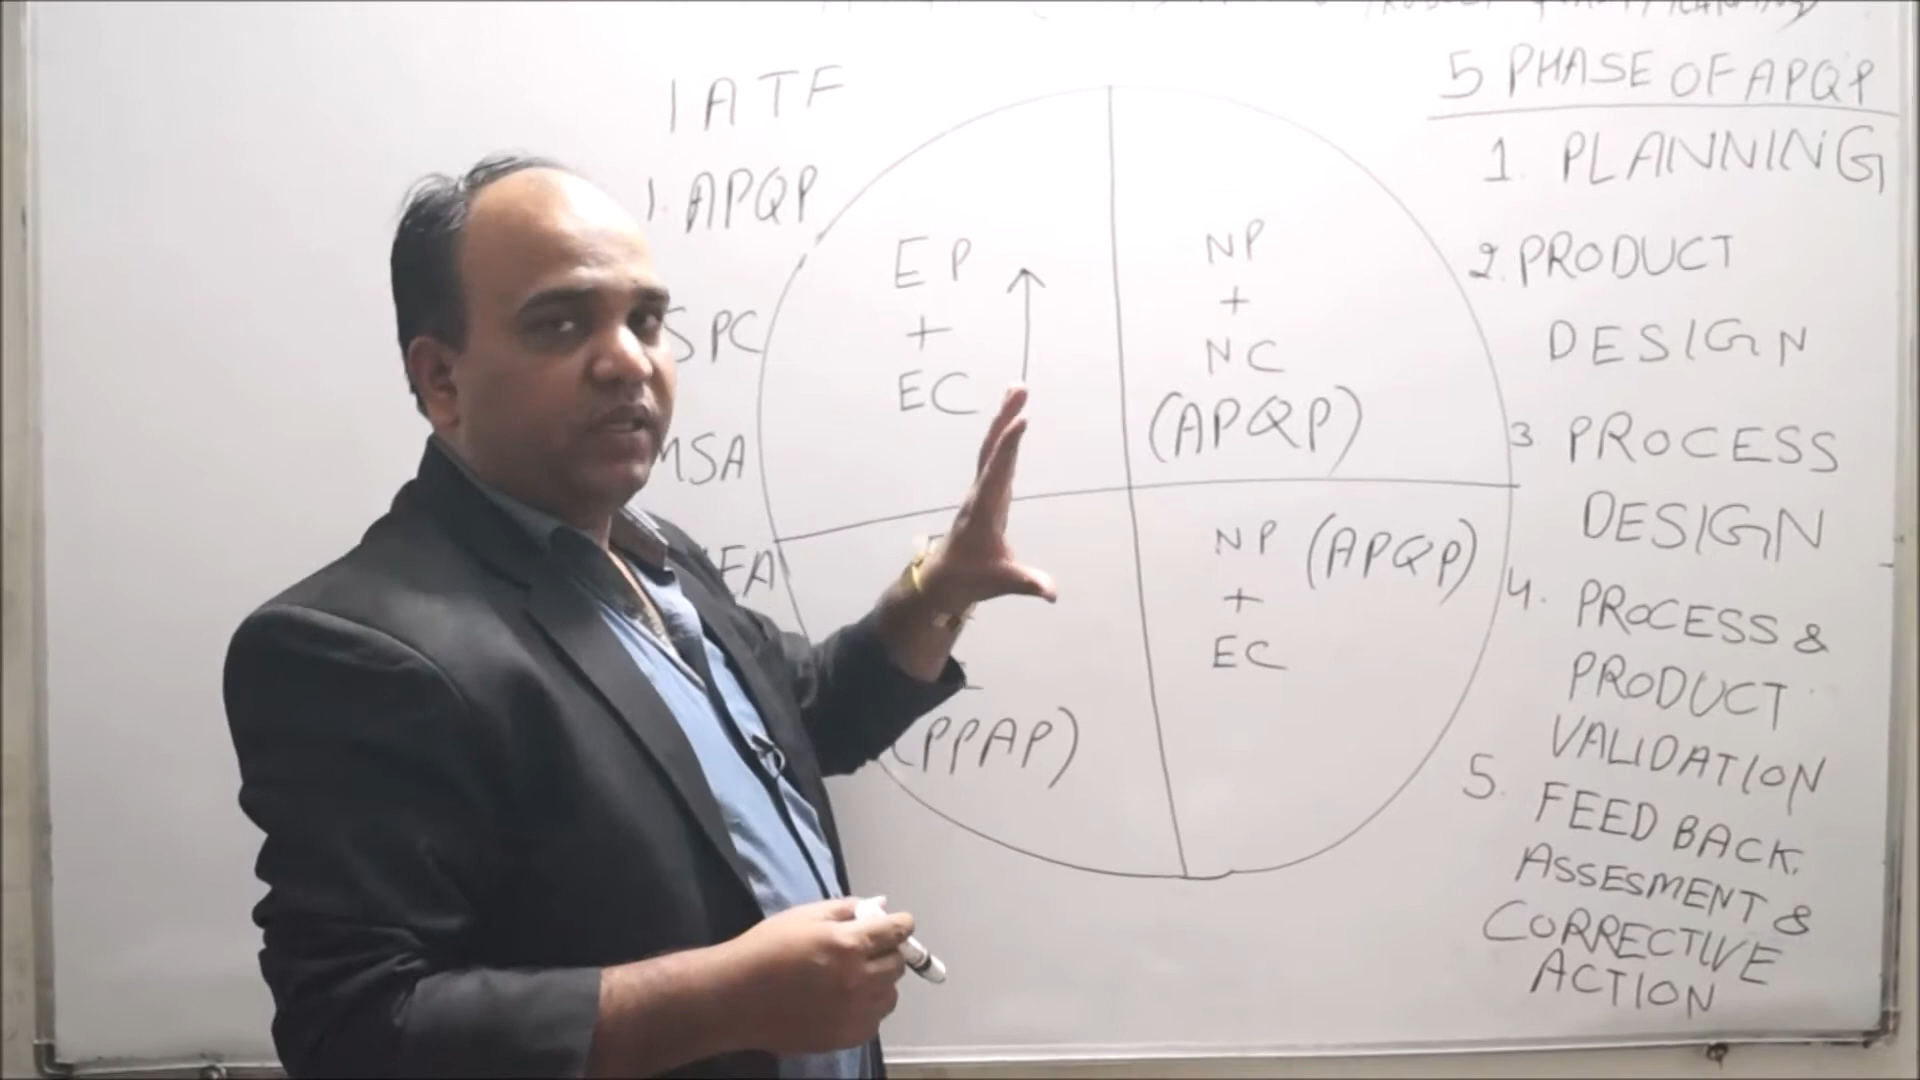 IATF
1. APQP
SPC
MSA
EP
+
EC
NP
+
NC
(APQP)
NP (APQP)
+
EC
(PPAP)
5 PHASE OF APQP
1. PLANNING
2. PRODUCT
DESIGN
3 PROCESS
DESIGN
4. PROCESS &
PRODUCT
VALIDATION
5. FEED BACK,
ASSESMENT &
CORRECTIVE
ACTION